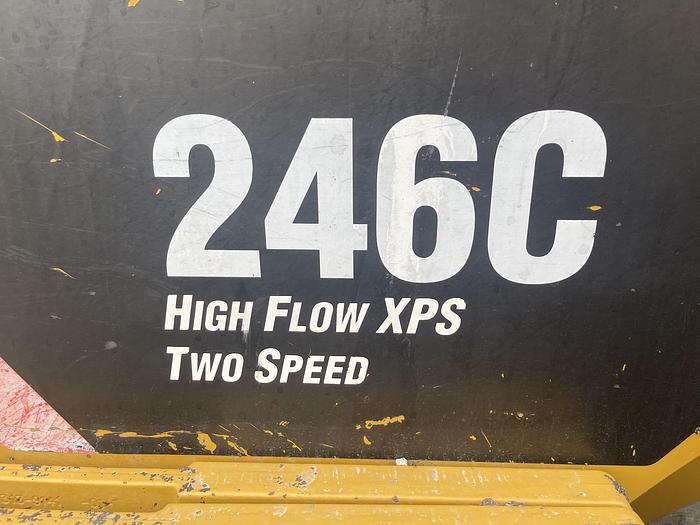 246C
HIGH FLOW XPS
TWO SPEED